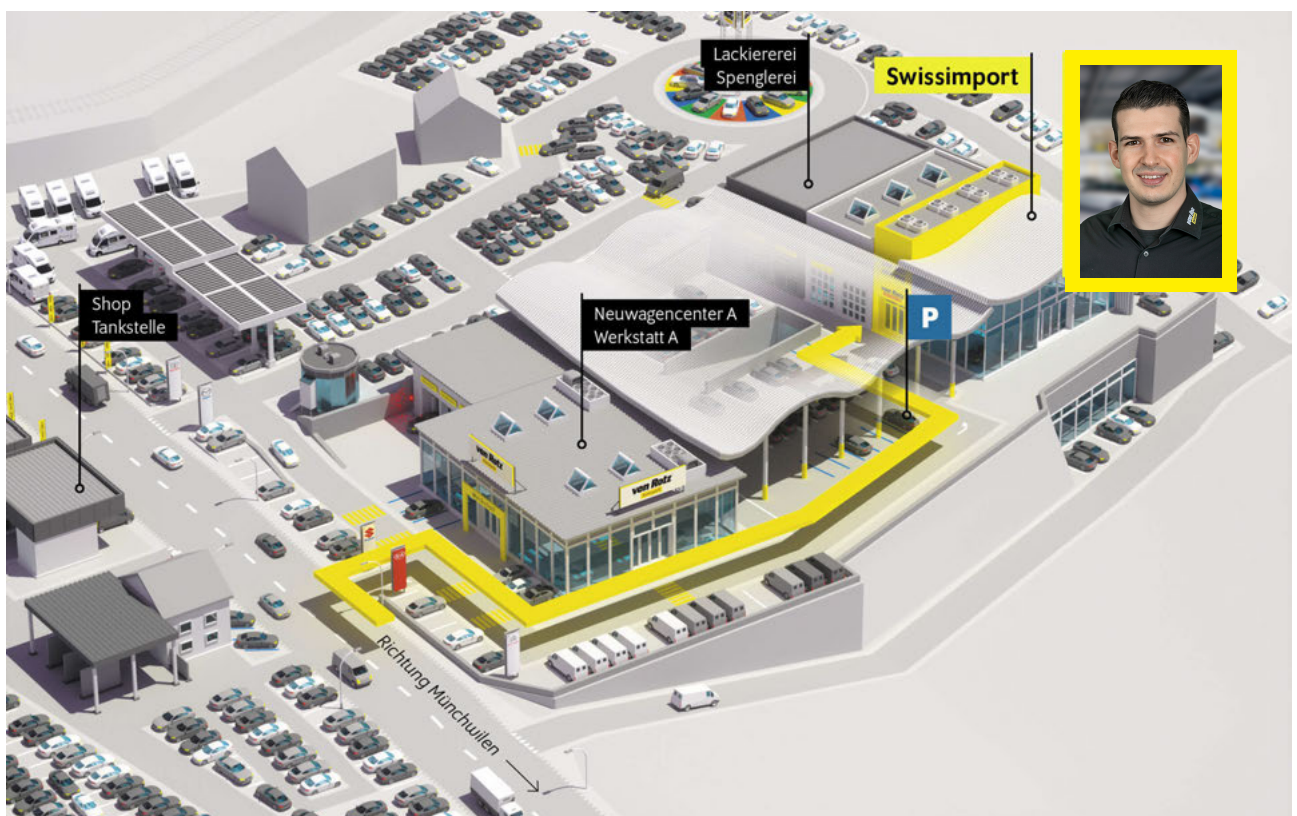 Lackiererei
Spenglerei
Swissimport
Shop
Tankstelle
Neuwagencenter A
Werkstatt A
P
von Rotz
von Rotz
Richtung Münchwilen